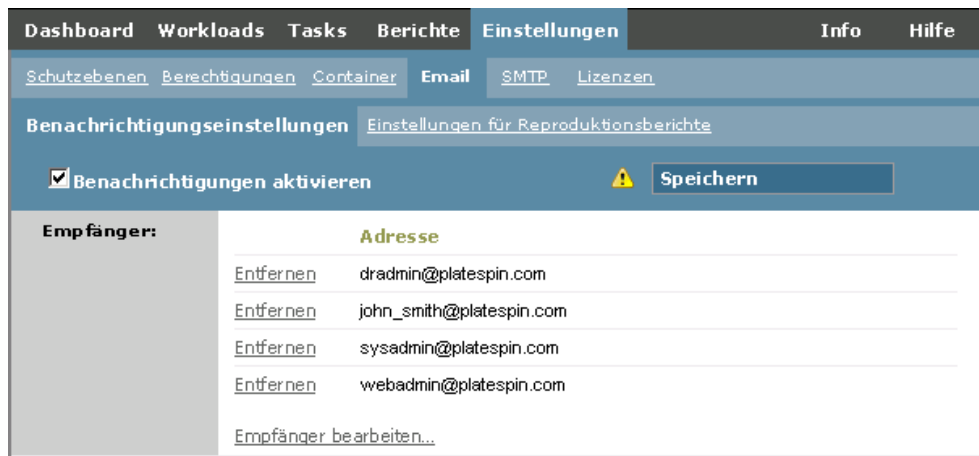 Dashboard Workloads Tasks Berichte Einstellungen Info Hilfe
Schutzebenen Berechtigungen Container Email SMTP Lizenzen
Benachrichtigungseinstellungen Einstellungen für Reproduktionsberichte
Benachrichtigungen aktivieren Speichern
Empfänger: Adresse
Entfernen dradmin@platespin.com
Entfernen john_smith@platespin.com
Entfernen sysadmin@platespin.com
Entfernen webadmin@platespin.com
Empfänger bearbeiten...